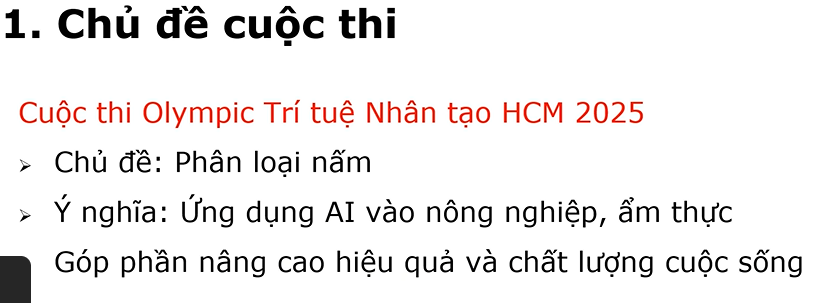 1. Chủ đề cuộc thi
Cuộc thi Olympic Trí tuệ Nhân tạo HCM 2025
➢ Chủ đề: Phân loại nấm
➢ Ý nghĩa: Ứng dụng AI vào nông nghiệp, ẩm thực
Góp phần nâng cao hiệu quả và chất lượng cuộc sống